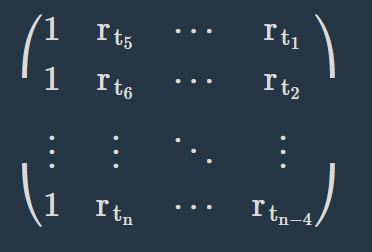 1 r_{t_5} ⋯ r_{t_1}
1 r_{t_6} ⋯ r_{t_2}
⋮ ⋮ ⋱ ⋮
1 r_{t_n} ⋯ r_{t_{n-4}}